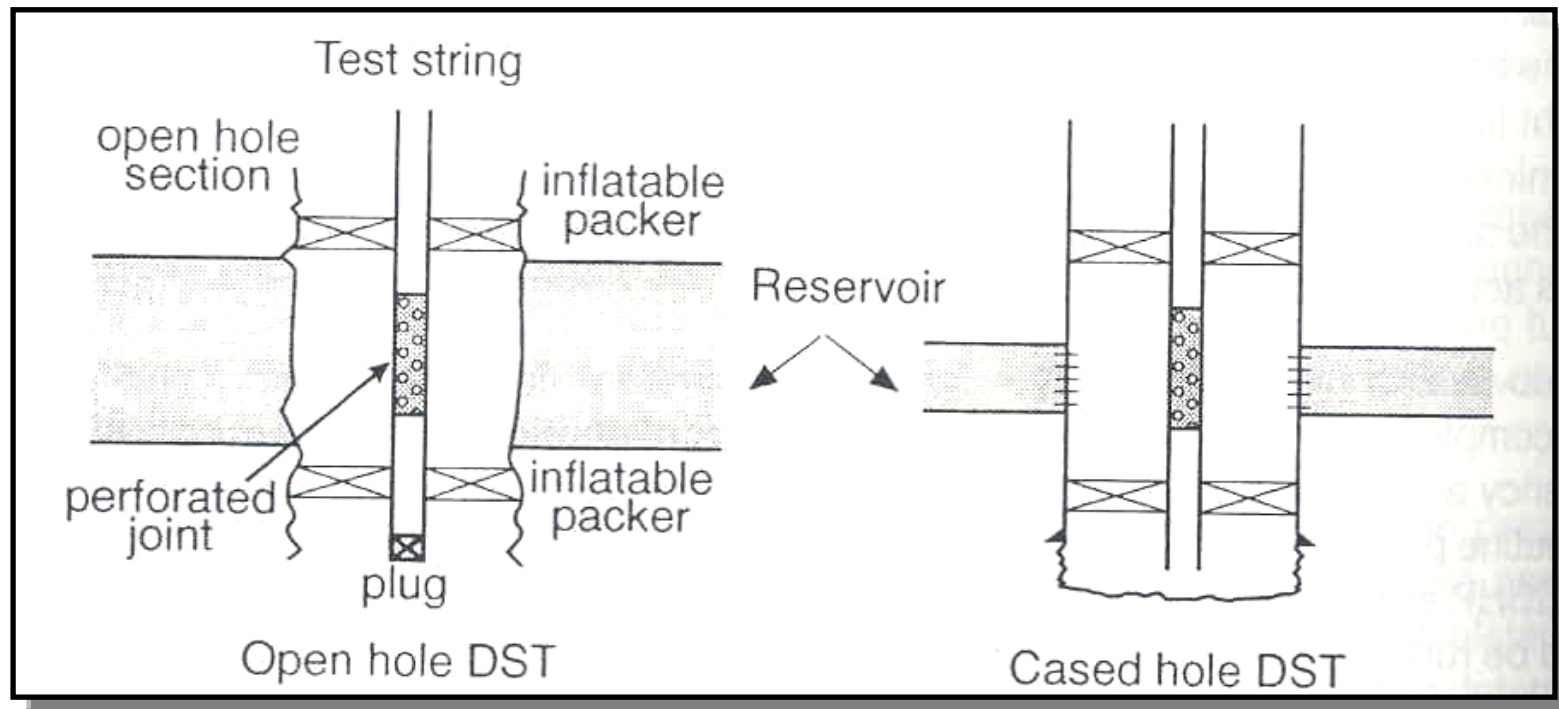 Test string
open hole
section
inflatable
packer
Reservoir
perforated
joint
inflatable
packer
plug
Open hole DST
Cased hole DST